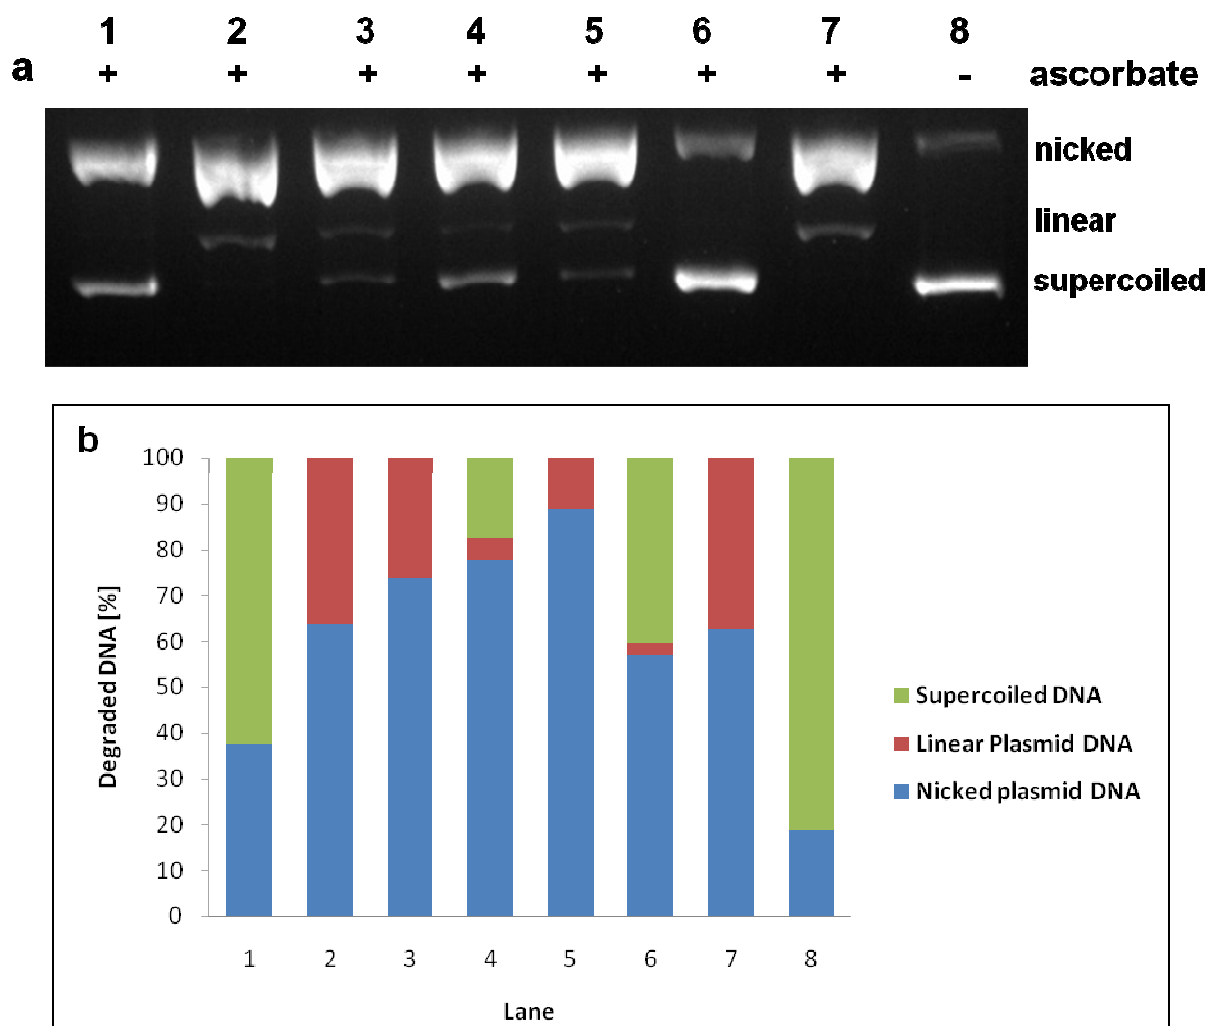 1 2 3 4 5 6 7 8
a + + + + + + + - ascorbate
nicked
linear
supercoiled
b
100
90
80
70
60
50
40
30
20
10
0
Degraded DNA [%]
1 2 3 4 5 6 7 8
Lane
Supercoiled DNA
Linear Plasmid DNA
Nicked plasmid DNA